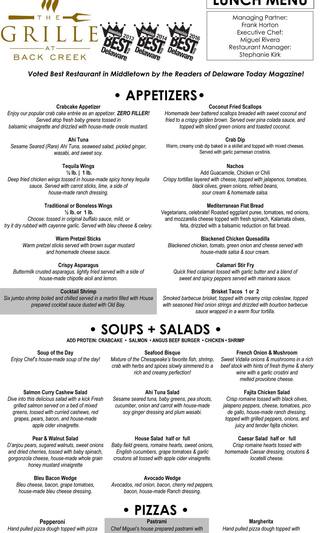 LUNCH MENU
THE
GRILLE
AT
BACK CREEK
BEST Delaware
2013
BEST Delaware
2014
BEST Delaware
2016
Managing Partner:
Frank Horton
Executive Chef:
Miguel Rivera
Restaurant Manager:
Stephanie Kirk
Voted Best Restaurant in Middletown by the Readers of Delaware Today Magazine!
• APPETIZERS•
Crabcake Appetizer
Enjoy our popular crab cake entrée as an appetizer. ZERO FILLER!
Served atop fresh baby greens tossed in
balsamic vinaigrette and drizzled with house-made creole mustard.
Ahi Tuna
Sesame Seared (Rare) Ahi Tuna, seaweed salad, pickled ginger,
wasabi, and sweet soy.
Tequila Wings
½ lb. | 1 lb.
Deep fried chicken wings tossed in house-made spicy honey tequila
sauce. Served with carrot sticks, lime, a side of
house-made ranch dressing.
Traditional or Boneless Wings
½ lb. or 1 lb.
Choose: tossed in original buffalo sauce, mild, or
try it dry rubbed with cayenne garlic. Served with bleu cheese & celery.
Warm Pretzel Sticks
Warm pretzel sticks served with brown sugar mustard
and homemade cheese sauce.
Crispy Asparagus
Buttermilk crusted asparagus, lightly fried served with a side of
house-made chipotle aioli and lemon.
Cocktail Shrimp
Six jumbo shrimp boiled and chilled served in a martini filled with House
prepared cocktail sauce dusted with Old Bay.
Coconut Fried Scallops
Homemade beer battered scallops breaded with sweet coconut and
fried to a crispy golden brown. Served over pina colada sauce, and
topped with sliced green onions and toasted coconut.
Crab Dip
Warm, creamy crab dip baked in a skillet and topped with mixed cheeses.
Served with garlic parmesan crostinis.
Nachos
Add Guacamole, Chicken or Chili
Crispy tortillas layered with cheese, topped with jalapeno, tomatoes,
black olives, green onions, refried beans,
sour cream & homemade salsa.
Mediterranean Flat Bread
Vegetarians, celebrate! Roasted eggplant puree, tomatoes, red onions,
and mozzarella cheese topped with fresh spinach, Kalamata olives,
feta, drizzled with a balsamic reduction on flat bread.
Blackened Chicken Quesadilla
Blackened chicken, tomato, green onion and cheese served with
house-made salsa & sour cream.
Calamari Stir Fry
Quick fried calamari tossed with garlic butter and a blend of
sweet and spicy peppers served with marinara sauce.
Brisket Tacos 1 or 2
Smoked barbecue brisket, topped with creamy crisp coleslaw, topped
with seasoned fried onion strings and drizzled with bourbon barbecue
sauce wrapped in a warm flour tortilla.
• SOUPS + SALADS •
ADD PROTEIN: CRABCAKE • SALMON • ANGUS BEEF BURGER • CHICKEN • SHRIMP
Soup of the Day
Enjoy Chef's house-made soup of the day!
Seafood Bisque
Mixture of the Chesapeake's favorite fish, shrimp,
crab with herbs and spices slowly simmered to a
rich and creamy perfection!
French Onion & Mushroom
Sweet Vidalia onions & mushrooms in a rich
beef stock with hints of fresh thyme & sherry
wine with a garlic crostini and
melted provolone cheese.
Salmon Curry Cashew Salad
Dive into this delicious salad with a kick Fresh
grilled salmon served on a bed of mixed
greens, tossed with curried cashews, red
grapes, pears, bacon, and house-made
apple cider vinaigrette.
Ahi Tuna Salad
Sesame seared tuna, baby greens, pea shoots,
cucumber, onion and carrot with house-made
soy ginger dressing and plum wasabi.
Fajita Chicken Salad
Crisp romaine tossed with black olives,
jalapeno peppers, cheese, tomatoes, pico
de gallo, house-made ranch dressing,
topped with grilled peppers, onions, and
juicy and tender fajita chicken.
Pear & Walnut Salad
D'anjou pears, sugared walnuts, sweet onions
and dried cherries, tossed with baby spinach,
gorgonzola cheese, house-made whole grain
honey mustard vinaigrette
House Salad half or full
Baby field greens, romaine hearts, sweet onions,
English cucumbers, grape tomatoes & garlic
croutons all tossed with apple cider vinaigrette.
Caesar Salad half or full
Crisp romaine hearts tossed with
homemade Caesar dressing, croutons &
locatelli cheese.
Bleu Bacon Wedge
Bleu cheese, bacon, grape tomatoes,
house-made bleu cheese dressing.
Avocado Wedge
Avocados, red onion, bacon, cherry red peppers,
bacon, house-made Ranch dressing.
• PIZZAS •
Pepperoni
Hand pulled pizza dough topped with pizza
Pastrami
Chef Miguel's house prepared pastrami with
Margherita
Hand pulled pizza dough topped with